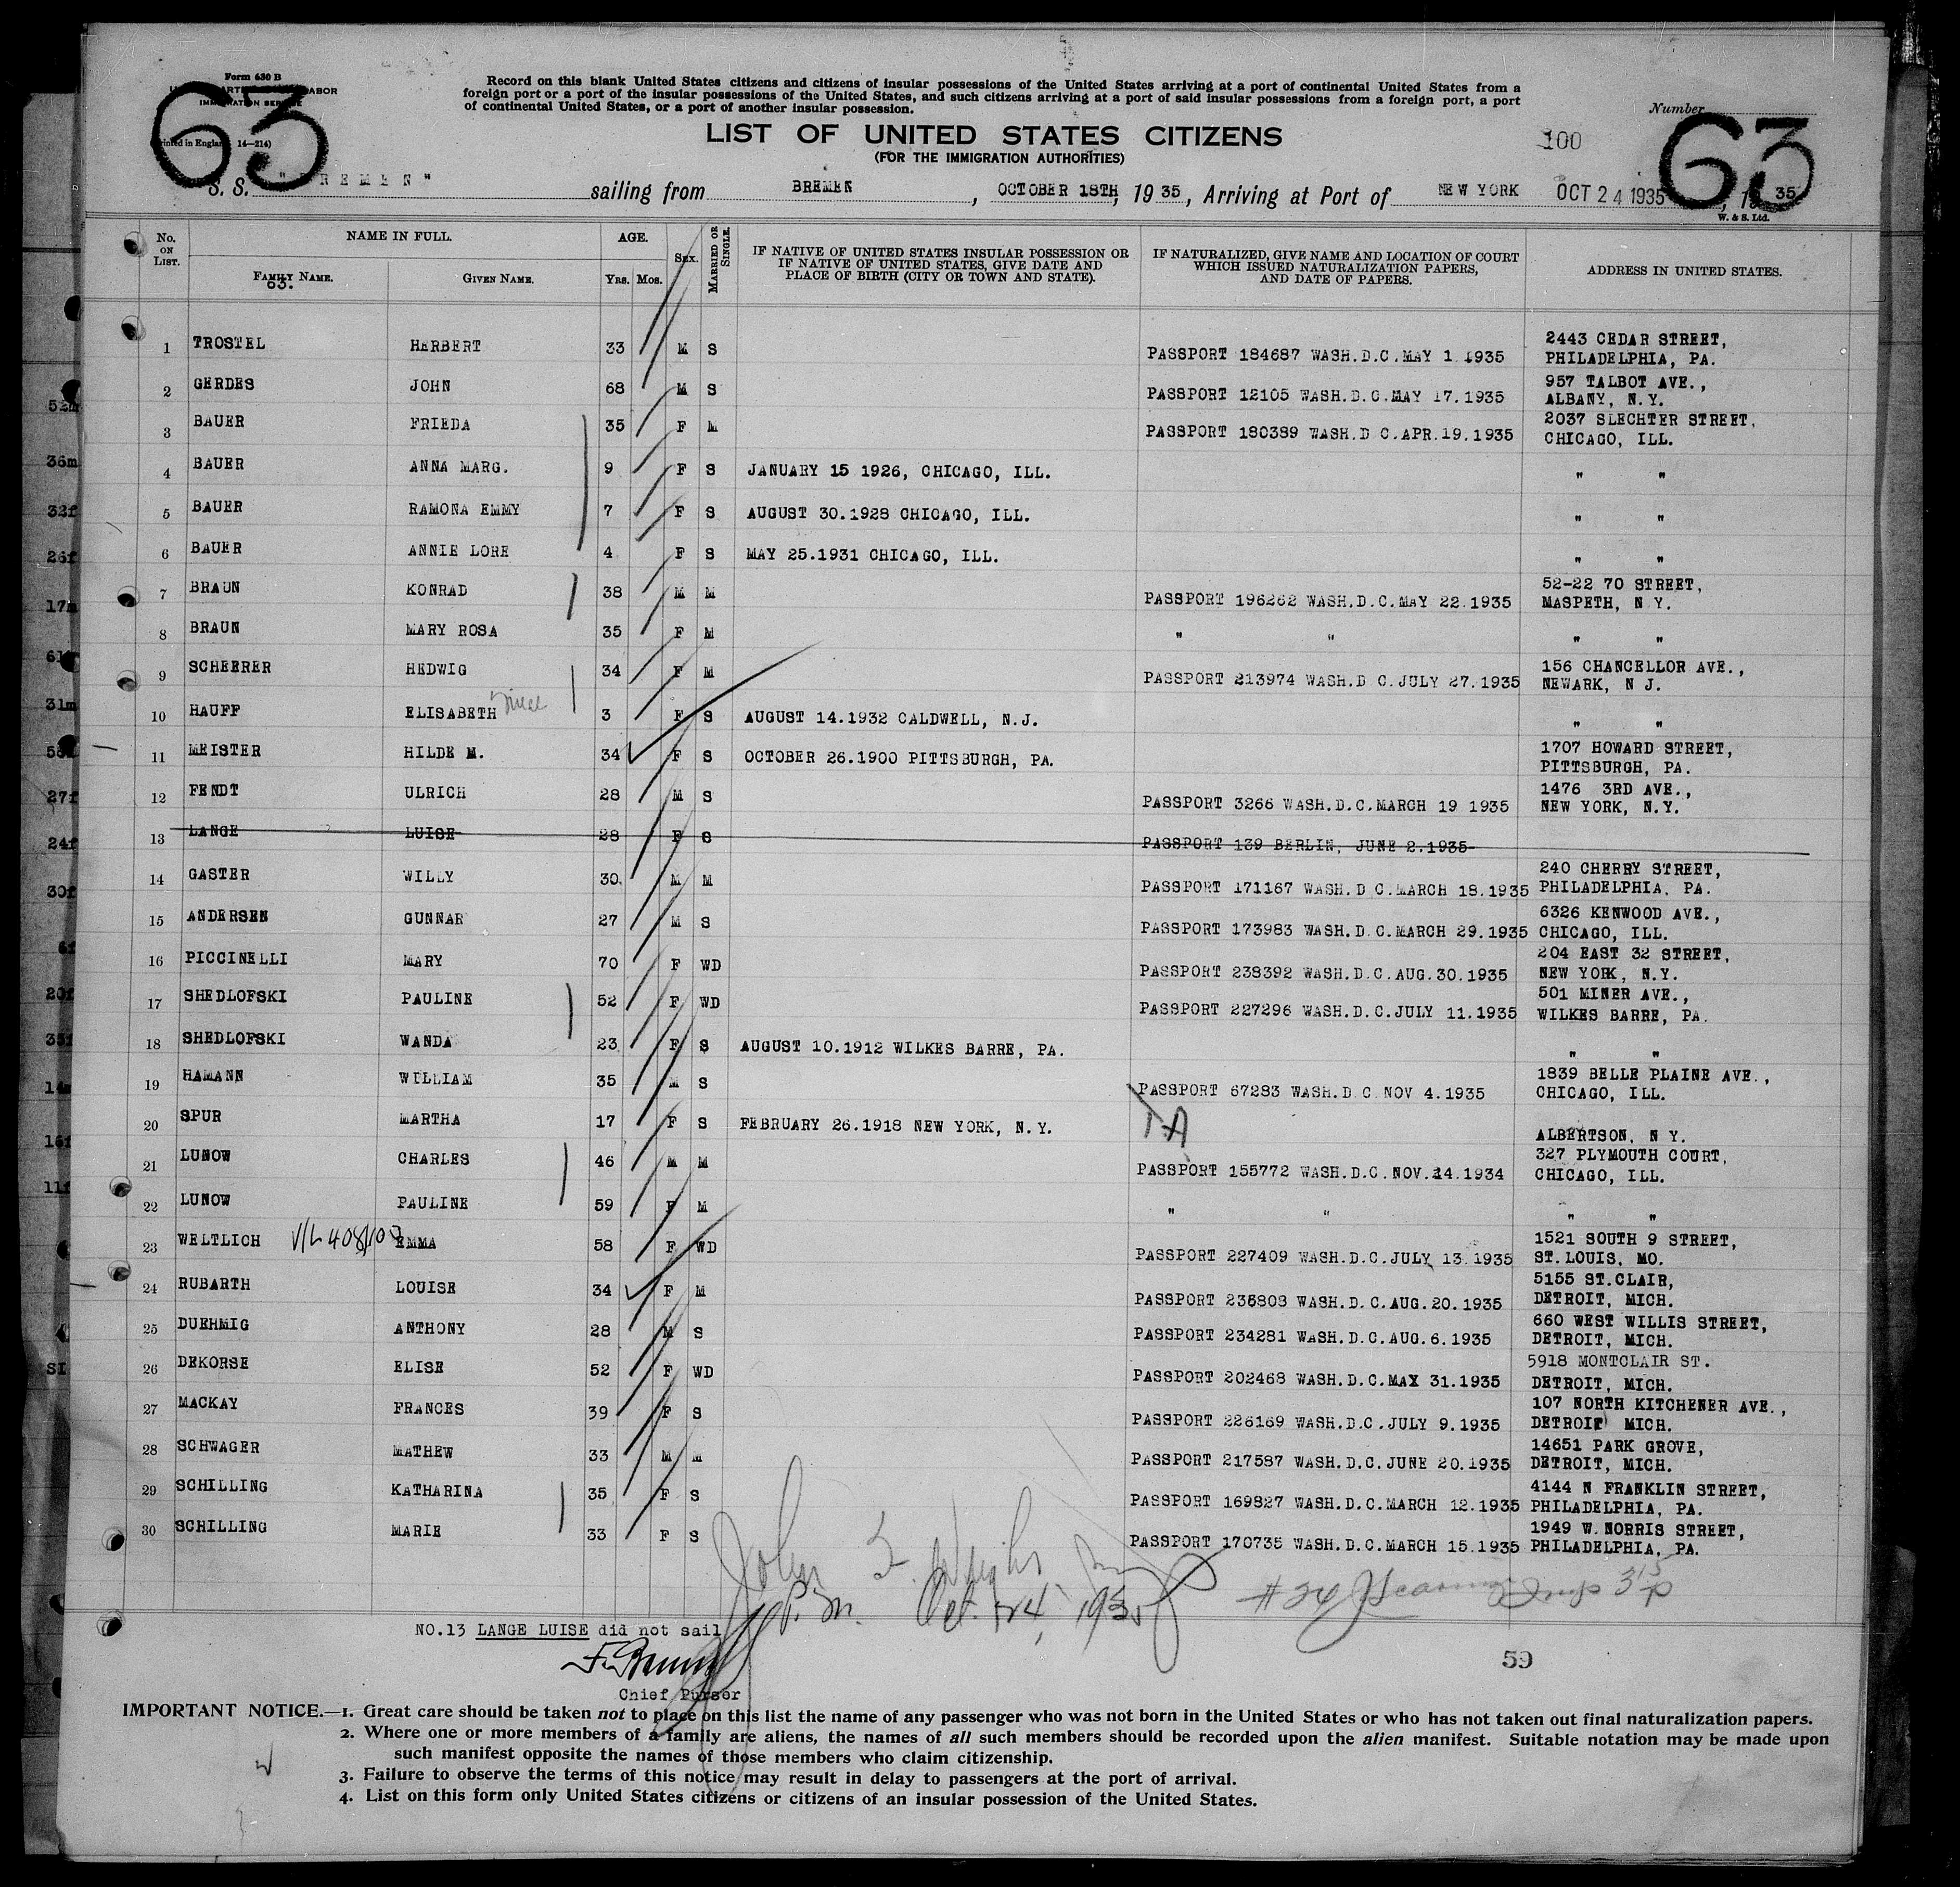 Form 630 B
IMMIGRATION SERVICE
(Printed in England 14—214)
63
Record on this blank United States citizens and citizens of insular possessions of the United States arriving at a port of continental United States from a
foreign port or a port of the insular possessions of the United States, and such citizens arriving at a port of said insular possessions from a foreign port, a port
of continental United States, or a port of another insular possession.
Number
63
LIST OF UNITED STATES CITIZENS
100
(FOR THE IMMIGRATION AUTHORITIES)
S. S. "BREMEN" sailing from BREMEN, OCTOBER 18TH, 1935, Arriving at Port of NEW YORK OCT 24 1935, 1935
W. & S. Ltd.
No. ON LIST. NAME IN FULL. AGE. SEX. MARRIED OR SINGLE. IF NATIVE OF UNITED STATES INSULAR POSSESSION OR IF NATIVE OF UNITED STATES, GIVE DATE AND PLACE OF BIRTH (CITY OR TOWN AND STATE). IF NATURALIZED, GIVE NAME AND LOCATION OF COURT WHICH ISSUED NATURALIZATION PAPERS, AND DATE OF PAPERS. ADDRESS IN UNITED STATES.
FAMILY NAME. GIVEN NAME. Yrs. Mos.
63.
1 TROSTEL HERBERT 33 M S PASSPORT 184687 WASH.D.C.MAY 1 1935 2443 CEDAR STREET, PHILADELPHIA, PA.
2 GERDES JOHN 68 M S PASSPORT 12105 WASH.D.C.MAY 17.1935 957 TALBOT AVE., ALBANY, N.Y.
3 BAUER FRIEDA 35 F M PASSPORT 180389 WASH.D C.APR.19.1935 2037 SLECHTER STREET, CHICAGO, ILL.
4 BAUER ANNA MARG. 9 F S JANUARY 15 1926, CHICAGO, ILL. " "
5 BAUER RAMONA EMMY 7 F S AUGUST 30.1928 CHICAGO, ILL. " "
6 BAUER ANNIE LORE 4 F S MAY 25.1931 CHICAGO, ILL. " "
7 BRAUN KONRAD 38 M M PASSPORT 196262 WASH.D.C.MAY 22.1935 52-22 70 STREET, MASPETH, N Y.
8 BRAUN MARY ROSA 35 F M " " " "
9 SCHEERER HEDWIG 34 F M PASSPORT 213974 WASH.D C.JULY 27.1935 156 CHANCELLOR AVE., NEWARK, N J.
10 HAUFF ELISABETH niece 3 F S AUGUST 14.1932 CALDWELL, N.J. " "
11 MEISTER HILDE M. 34 F S OCTOBER 26.1900 PITTSBURGH, PA. 1707 HOWARD STREET, PITTSBURGH, PA.
12 FENDT ULRICH 28 M S PASSPORT 3266 WASH.D.C.MARCH 19 1935 1476 3RD AVE., NEW YORK, N.Y.
13 LANGE LUISE 28 F S PASSPORT 139 BERLIN, JUNE 2.1935
14 GASTER WILLY 30 M M PASSPORT 171167 WASH.D C.MARCH 18.1935 240 CHERRY STREET, PHILADELPHIA, PA.
15 ANDERSEN GUNNAR 27 M S PASSPORT 173983 WASH.D.C.MARCH 29.1935 6326 KENWOOD AVE., CHICAGO, ILL.
16 PICCINELLI MARY 70 F WD PASSPORT 238392 WASH.D.C.AUG.30.1935 204 EAST 32 STREET, NEW YORK, N.Y.
17 SHEDLOFSKI PAULINE 52 F WD PASSPORT 227296 WASH.D.C.JULY 11.1935 501 MINER AVE., WILKES BARRE, PA.
18 SHEDLOFSKI WANDA 23 F S AUGUST 10.1912 WILKES BARRE, PA. " "
19 HAMANN WILLIAM 35 M S PASSPORT 67283 WASH.D C NOV 4.1935 1839 BELLE PLAINE AVE., CHICAGO, ILL.
20 SPUR MARTHA 17 F S FEBRUARY 26.1918 NEW YORK, N.Y. T.A ALBERTSON, N Y.
21 LUNOW CHARLES 46 M M PASSPORT 155772 WASH.D.C.NOV.14.1934 327 PLYMOUTH COURT, CHICAGO, ILL.
22 LUNOW PAULINE 59 F M " " " "
23 WELTLICH V/L 408/103 EMMA 58 F WD PASSPORT 227409 WASH.D.C.JULY 13.1935 1521 SOUTH 9 STREET, ST.LOUIS, MO.
24 RUBARTH LOUISE 34 F M PASSPORT 236803 WASH.D.C.AUG.20.1935 5155 ST.CLAIR, DETROIT, MICH.
25 DUEHMIG ANTHONY 28 M S PASSPORT 234281 WASH.D.C.AUG.6.1935 660 WEST WILLIS STREET, DETROIT, MICH.
26 DEKORSE ELISE 52 F WD PASSPORT 202468 WASH.D.C.MAY 31.1935 5918 MONTCLAIR ST. DETROIT, MICH.
27 MACKAY FRANCES 39 F S PASSPORT 226169 WASH.D.C.JULY 9.1935 107 NORTH KITCHENER AVE., DETROIT MICH.
28 SCHWAGER MATHEW 33 M M PASSPORT 217587 WASH.D.C.JUNE 20.1935 14651 PARK GROVE, DETROIT, MICH.
29 SCHILLING KATHARINA 35 F S PASSPORT 169827 WASH.D.C.MARCH 12.1935 4144 N FRANKLIN STREET, PHILADELPHIA, PA.
30 SCHILLING MARIE 33 F S PASSPORT 170735 WASH.D.C.MARCH 15.1935 1949 W.NORRIS STREET, PHILADELPHIA, PA.
John
Oct. 24, 1935
NO.13 LANGE LUISE did not sail
Chief Purser
59
IMPORTANT NOTICE.—1. Great care should be taken not to place on this list the name of any passenger who was not born in the United States or who has not taken out final naturalization papers.
2. Where one or more members of a family are aliens, the names of all such members should be recorded upon the alien manifest. Suitable notation may be made upon
such manifest opposite the names of those members who claim citizenship.
3. Failure to observe the terms of this notice may result in delay to passengers at the port of arrival.
4. List on this form only United States citizens or citizens of an insular possession of the United States.